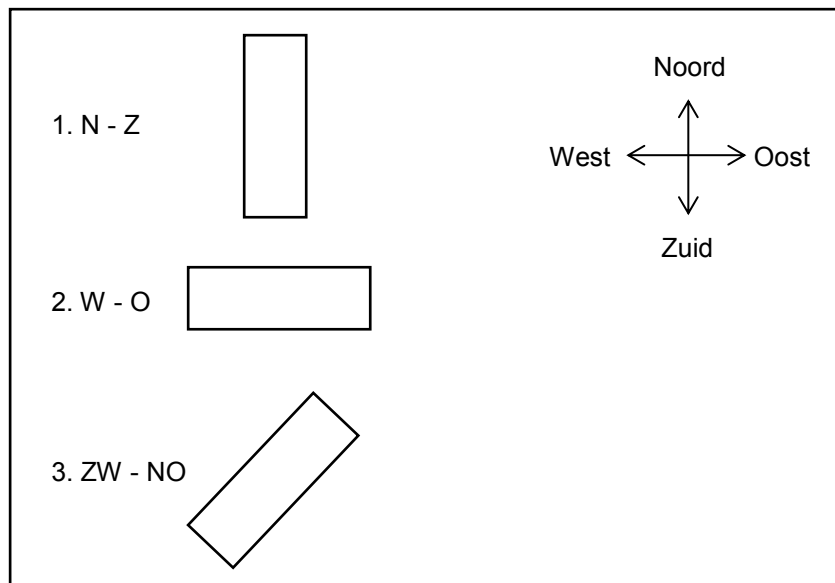 1. N - Z
2. W - O
3. ZW - NO
Noord
West
Oost
Zuid